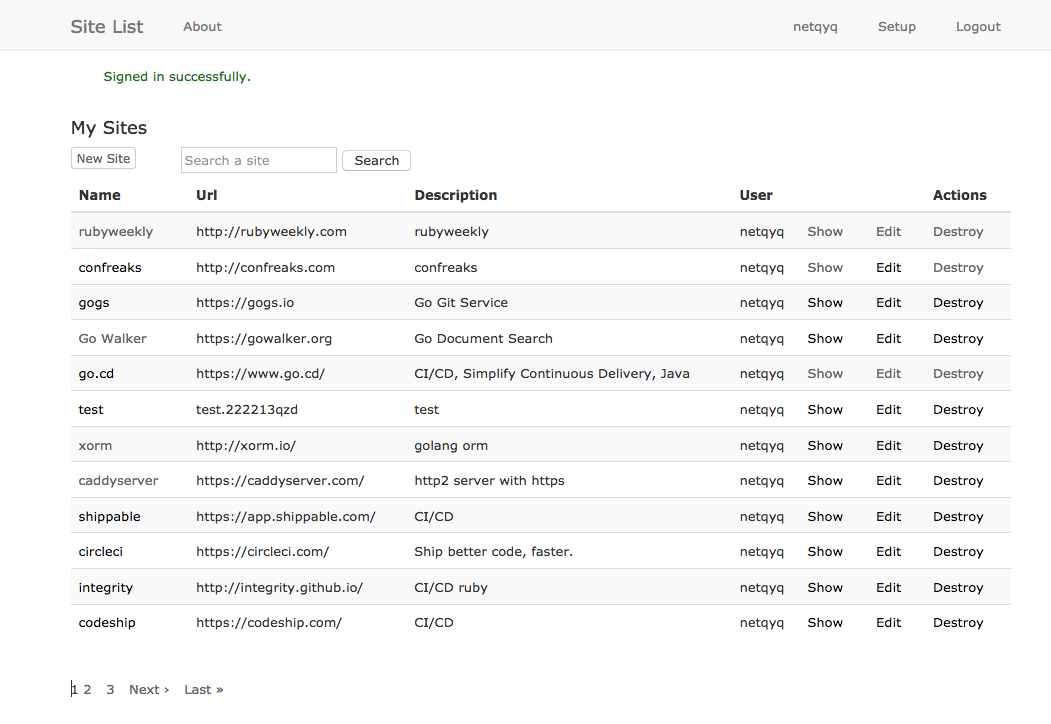 Site List About netqyq Setup Logout
Signed in successfully.
My Sites
New Site Search a site Search
Name Url Description User Actions
rubyweekly http://rubyweekly.com rubyweekly netqyq Show Edit Destroy
confreaks http://confreaks.com confreaks netqyq Show Edit Destroy
gogs https://gogs.io Go Git Service netqyq Show Edit Destroy
Go Walker https://gowalker.org Go Document Search netqyq Show Edit Destroy
go.cd https://www.go.cd/ CI/CD, Simplify Continuous Delivery, Java netqyq Show Edit Destroy
test test.222213qzd test netqyq Show Edit Destroy
xorm http://xorm.io/ golang orm netqyq Show Edit Destroy
caddyserver https://caddyserver.com/ http2 server with https netqyq Show Edit Destroy
shippable https://app.shippable.com/ CI/CD netqyq Show Edit Destroy
circleci https://circleci.com/ Ship better code, faster. netqyq Show Edit Destroy
integrity http://integrity.github.io/ CI/CD ruby netqyq Show Edit Destroy
codeship https://codeship.com/ CI/CD netqyq Show Edit Destroy
1 2 3 Next › Last »